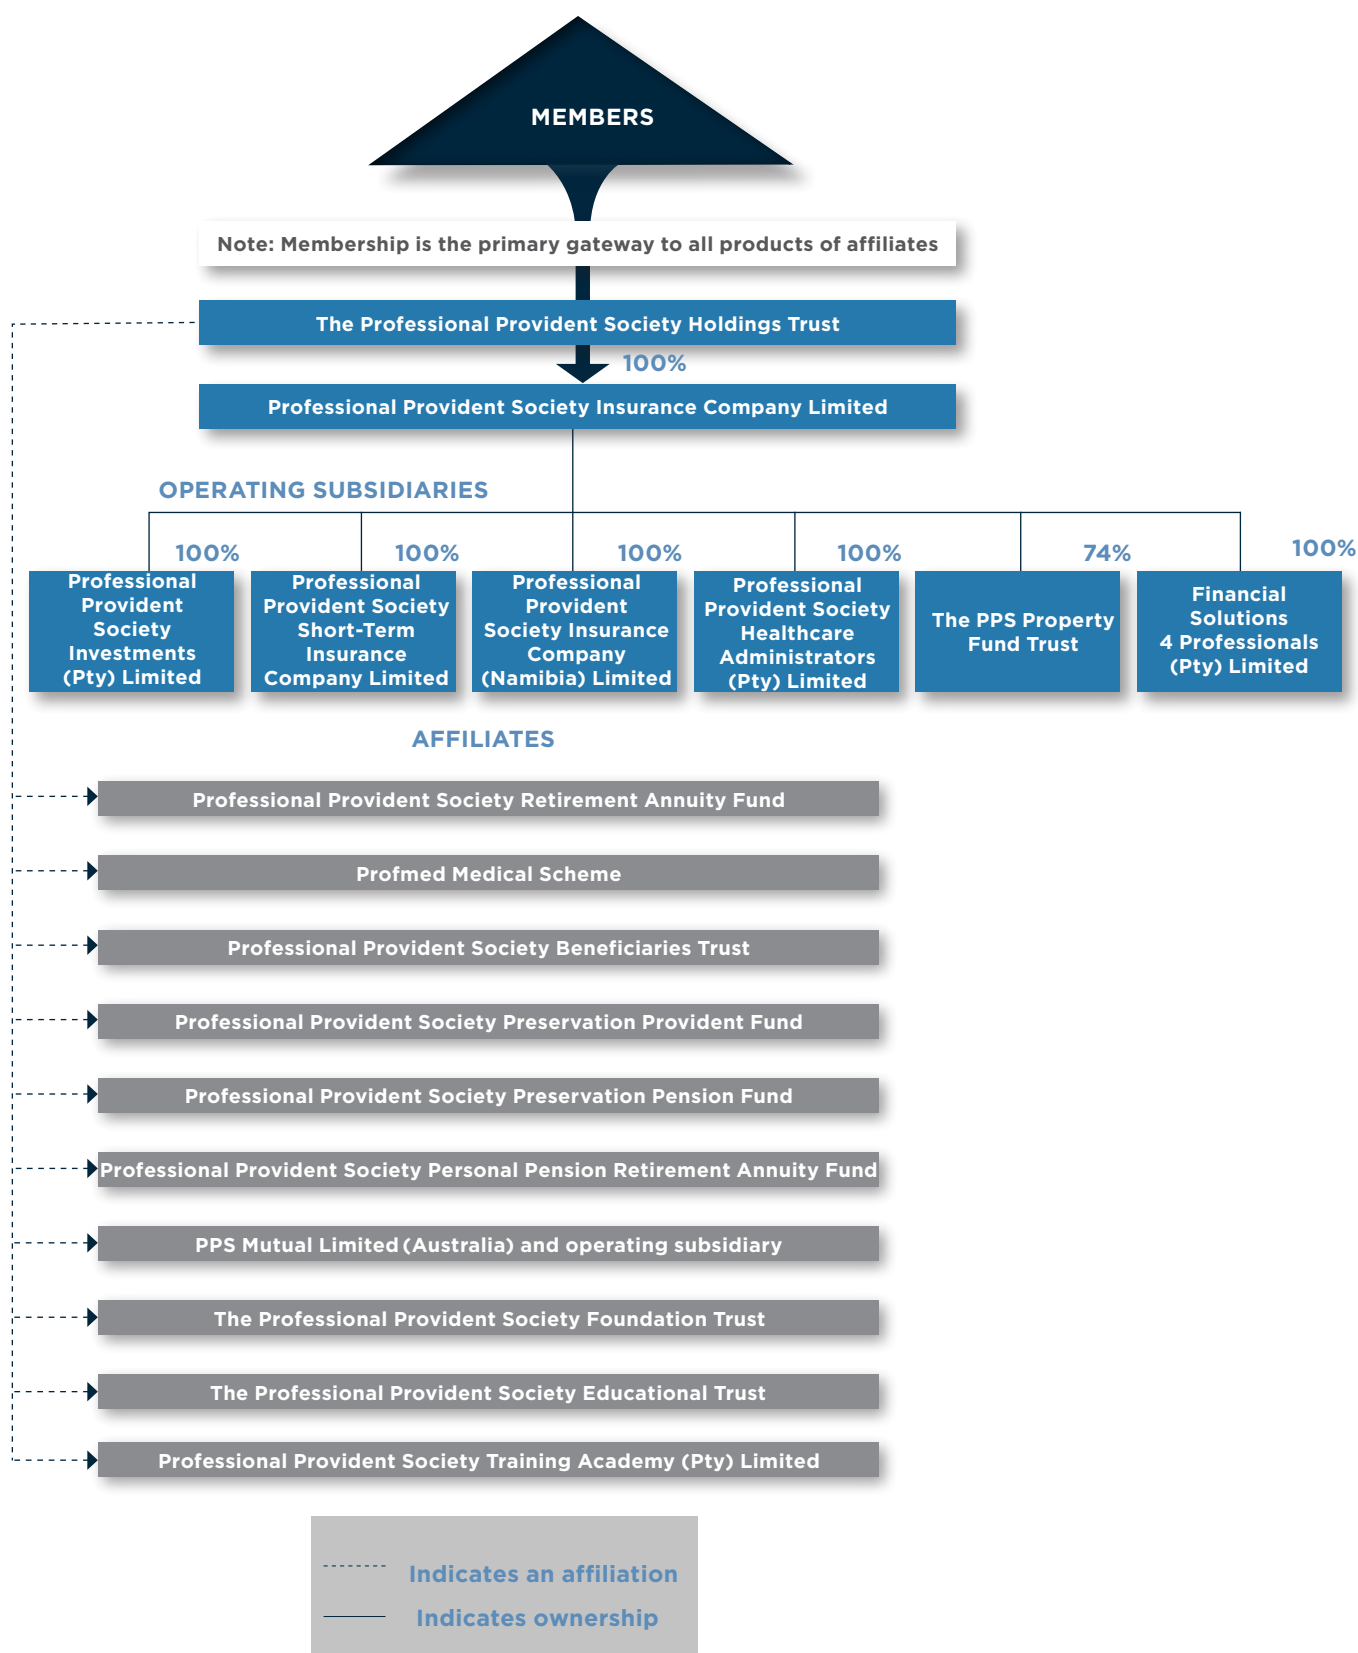 MEMBERS
Note: Membership is the primary gateway to all products of affiliates
The Professional Provident Society Holdings Trust
100%
Professional Provident Society Insurance Company Limited
OPERATING SUBSIDIARIES
100%
Professional
Provident
Society
Investments
(Pty) Limited
100%
Professional
Provident Society
Short-Term
Insurance
Company Limited
100%
Professional
Provident
Society Insurance
Company
(Namibia) Limited
100%
Professional
Provident Society
Healthcare
Administrators
(Pty) Limited
74%
The PPS Property
Fund Trust
100%
Financial
Solutions
4 Professionals
(Pty) Limited
AFFILIATES
Professional Provident Society Retirement Annuity Fund
Profmed Medical Scheme
Professional Provident Society Beneficiaries Trust
Professional Provident Society Preservation Provident Fund
Professional Provident Society Preservation Pension Fund
Professional Provident Society Personal Pension Retirement Annuity Fund
PPS Mutual Limited (Australia) and operating subsidiary
The Professional Provident Society Foundation Trust
The Professional Provident Society Educational Trust
Professional Provident Society Training Academy (Pty) Limited
Indicates an affiliation
Indicates ownership